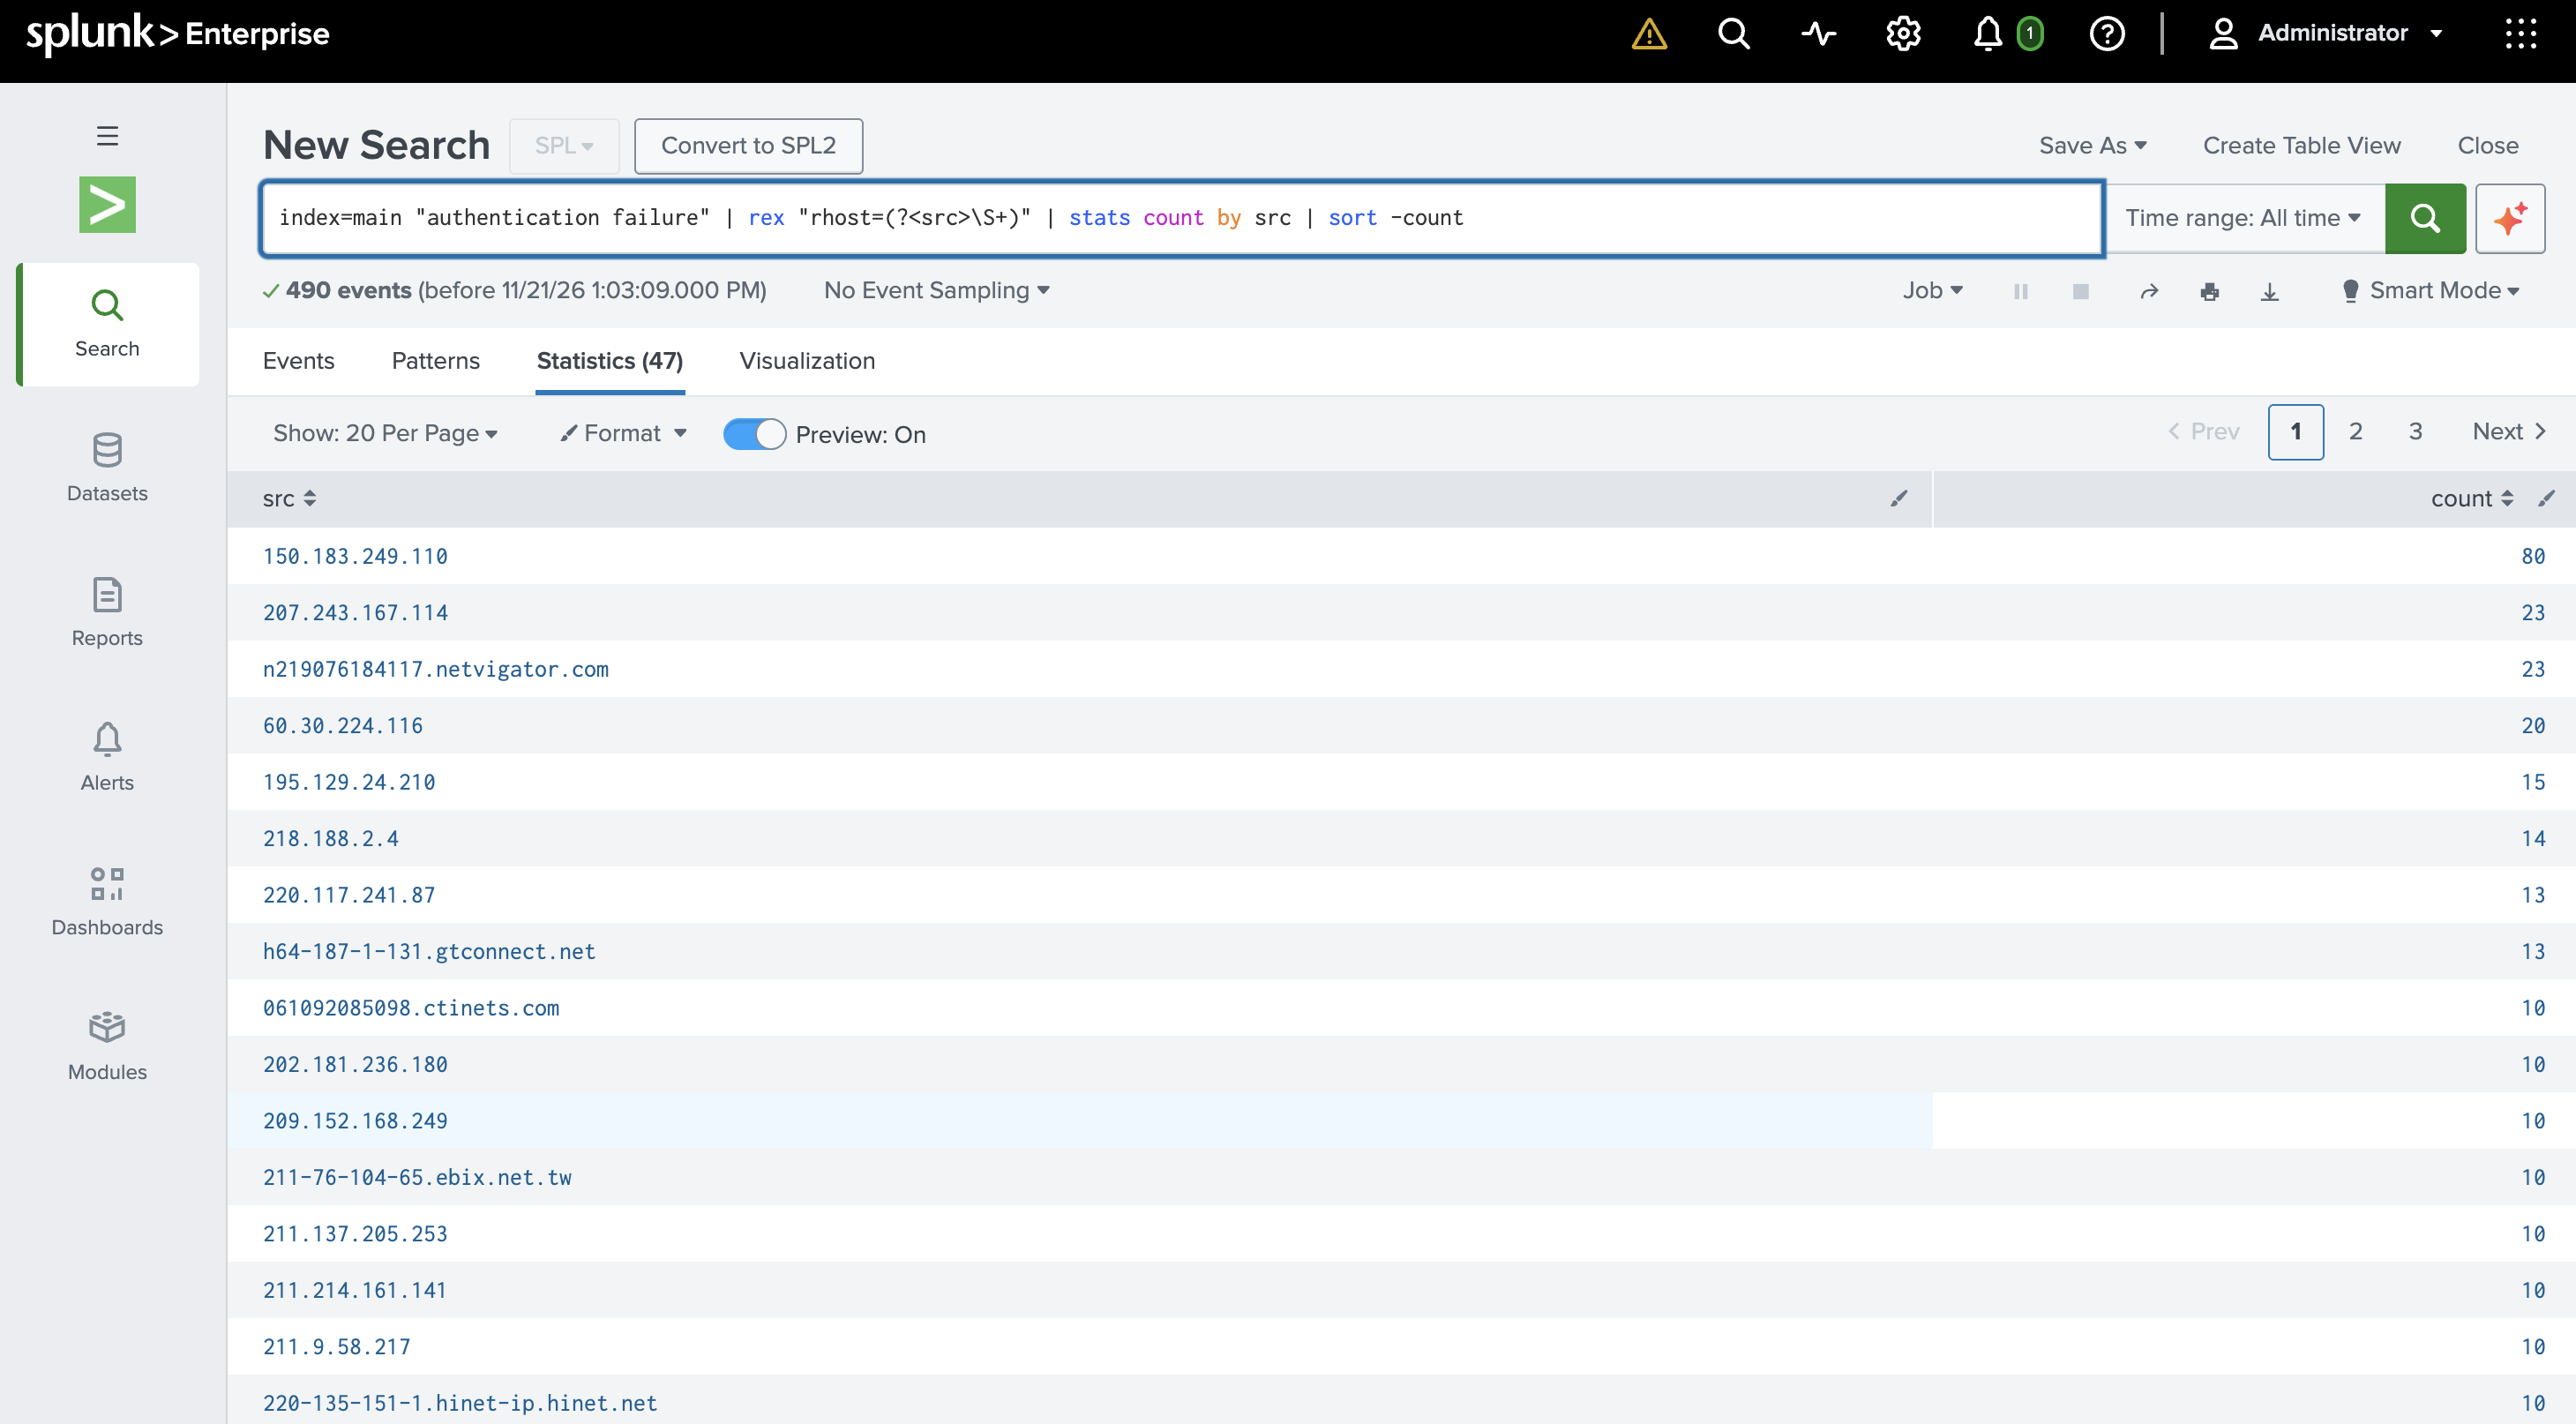 splunk> Enterprise
1
Administrator
New Search
SPL
Convert to SPL2
Save As
Create Table View
Close
index=main "authentication failure" | rex "rhost=(?<src>\S+)" | stats count by src | sort -count
Time range: All time
490 events (before 11/21/26 1:03:09.000 PM)
No Event Sampling
Job
Smart Mode
Search
Datasets
Reports
Alerts
Dashboards
Modules
Events
Patterns
Statistics (47)
Visualization
Show: 20 Per Page
Format
Preview: On
Prev
1
2
3
Next
src count
150.183.249.110 80
207.243.167.114 23
n219076184117.netvigator.com 23
60.30.224.116 20
195.129.24.210 15
218.188.2.4 14
220.117.241.87 13
h64-187-1-131.gtconnect.net 13
061092085098.ctinets.com 10
202.181.236.180 10
209.152.168.249 10
211-76-104-65.ebix.net.tw 10
211.137.205.253 10
211.214.161.141 10
211.9.58.217 10
220-135-151-1.hinet-ip.hinet.net 10